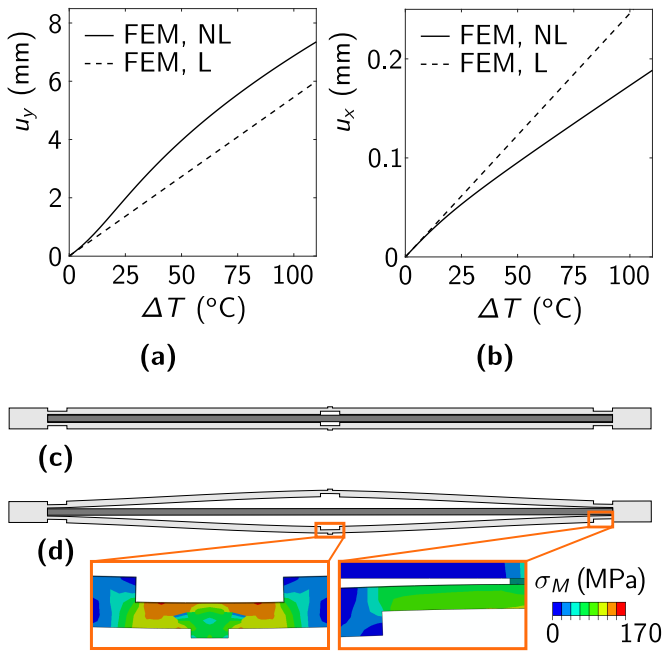 8
6
4
2
0
u_y (mm)
FEM, NL
FEM, L
0 25 50 75 100
ΔT (°C)
(a)
0.2
0.1
0
u_x (mm)
FEM, NL
FEM, L
0 25 50 75 100
ΔT (°C)
(b)
(c)
(d)
σ_M (MPa)
0 170